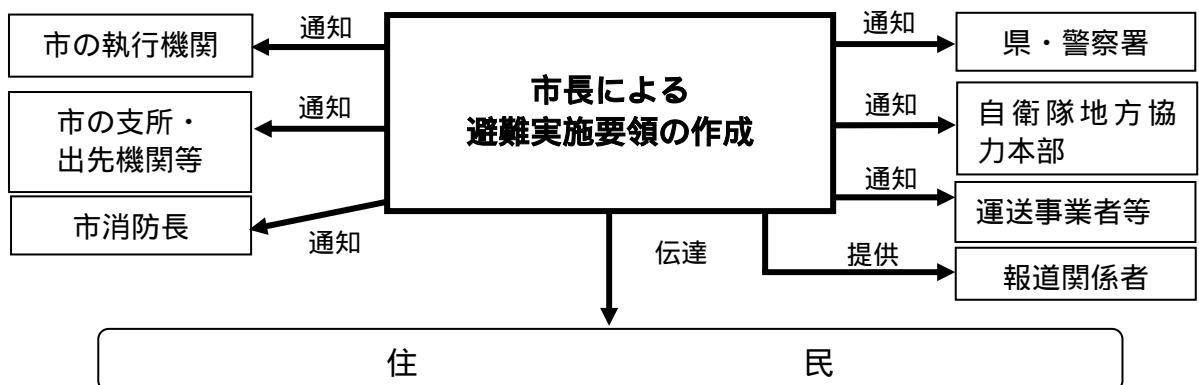 通知
市の執行機関
通知
市の支所・
出先機関等
市消防長
通知
市長による
避難実施要領の作成
通知
県・警察署
通知
自衛隊地方協
力本部
通知
運送事業者等
伝達
提供
報道関係者
住 民